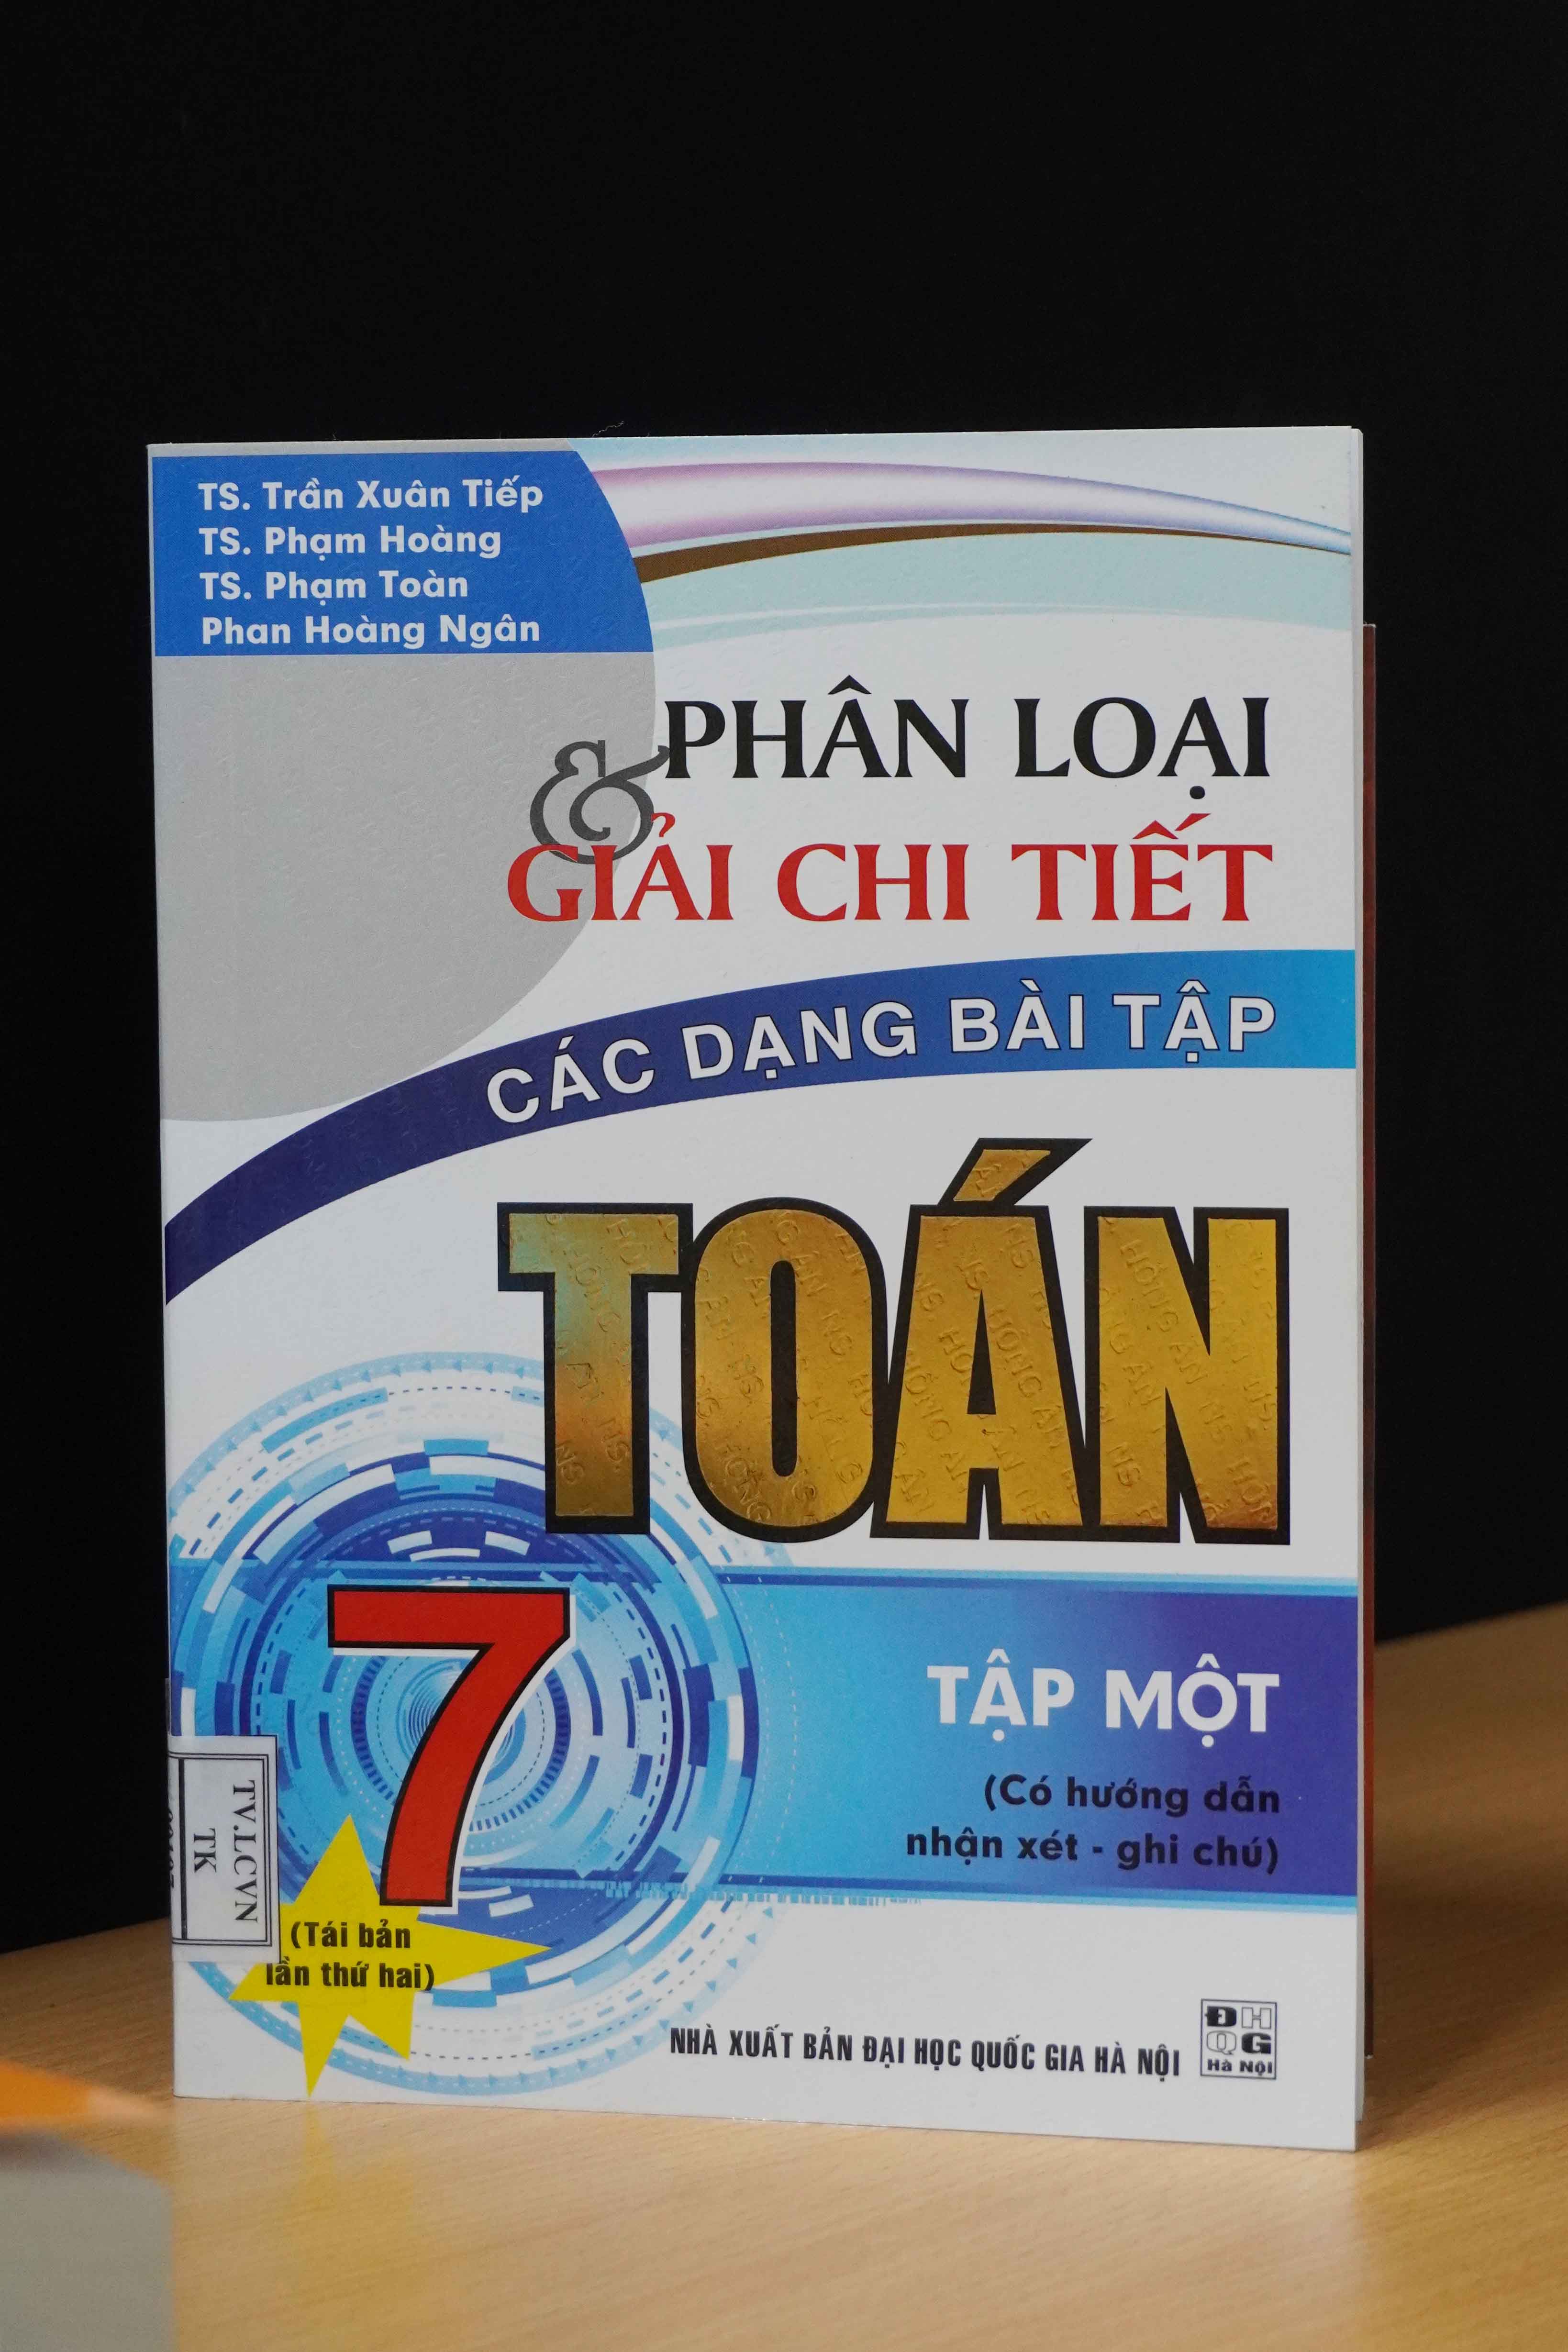 TS. Trần Xuân Tiếp
TS. Phạm Hoàng
TS. Phạm Toàn
Phan Hoàng Ngân
PHÂN LOẠI
& GIẢI CHI TIẾT
CÁC DẠNG BÀI TẬP
TOÁN
7
TẬP MỘT
(Có hướng dẫn
nhận xét - ghi chú)
TV.LCVN
TK
(Tái bản
lần thứ hai)
NHÀ XUẤT BẢN ĐẠI HỌC QUỐC GIA HÀ NỘI
ĐH
QG
HÀ NỘI